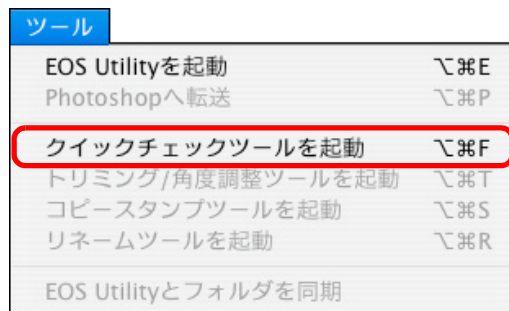 ツール
EOS Utilityを起動 ⌥⌘E
Photoshopへ転送 ⌥⌘P
クイックチェックツールを起動 ⌥⌘F
トリミング/角度調整ツールを起動 ⌥⌘T
コピースタンプツールを起動 ⌥⌘S
リネームツールを起動 ⌥⌘R
EOS Utilityとフォルダを同期